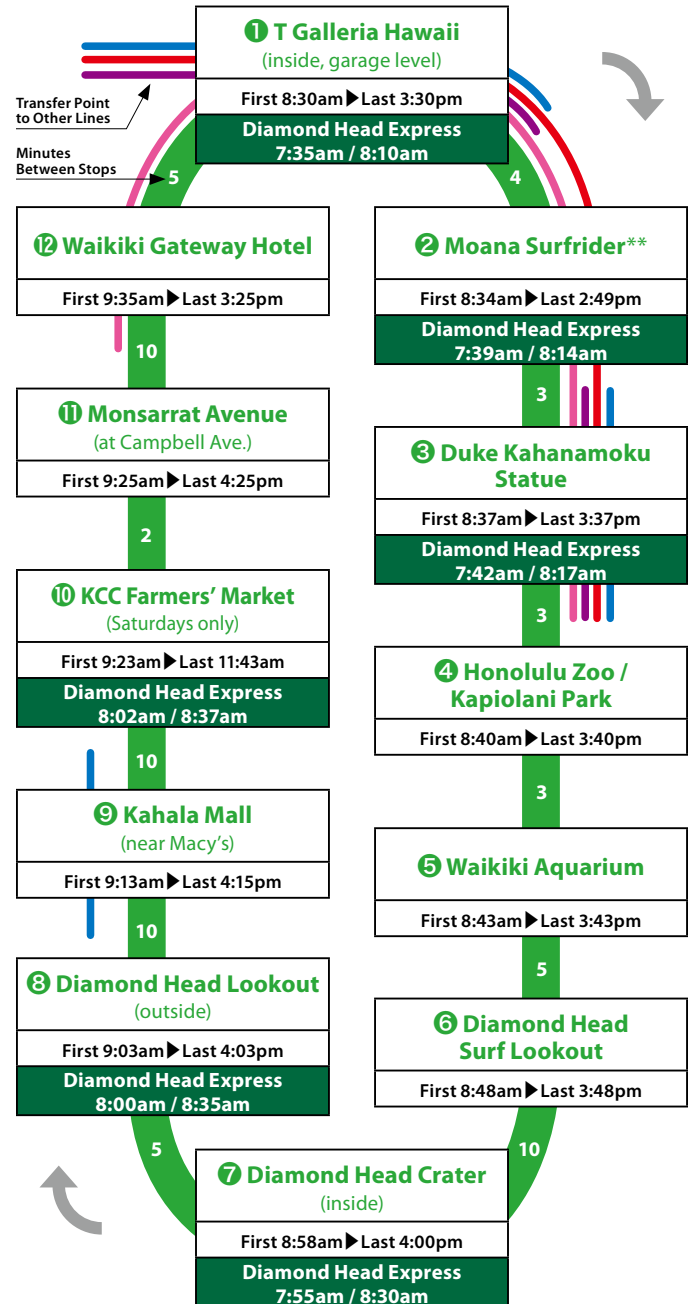 ❶ T Galleria Hawaii
(inside, garage level)
First 8:30am▶Last 3:30pm
Diamond Head Express
7:35am / 8:10am
Transfer Point
to Other Lines
Minutes
Between Stops
5
4
❷ Moana Surfrider**
First 8:34am▶Last 2:49pm
Diamond Head Express
7:39am / 8:14am
3
❸ Duke Kahanamoku
Statue
First 8:37am▶Last 3:37pm
Diamond Head Express
7:42am / 8:17am
3
❹ Honolulu Zoo /
Kapiolani Park
First 8:40am▶Last 3:40pm
3
❺ Waikiki Aquarium
First 8:43am▶Last 3:43pm
5
❻ Diamond Head
Surf Lookout
First 8:48am▶Last 3:48pm
10
❼ Diamond Head Crater
(inside)
First 8:58am▶Last 4:00pm
Diamond Head Express
7:55am / 8:30am
5
❽ Diamond Head Lookout
(outside)
First 9:03am▶Last 4:03pm
Diamond Head Express
8:00am / 8:35am
10
❾ Kahala Mall
(near Macy's)
First 9:13am▶Last 4:15pm
10
❿ KCC Farmers' Market
(Saturdays only)
First 9:23am▶Last 11:43am
Diamond Head Express
8:02am / 8:37am
2
⓫ Monsarrat Avenue
(at Campbell Ave.)
First 9:25am▶Last 4:25pm
10
⓬ Waikiki Gateway Hotel
First 9:35am▶Last 3:25pm